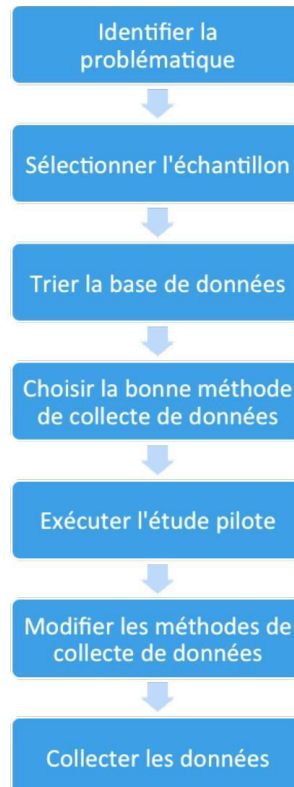 Identifier la
problématique
Sélectionner l'échantillon
Trier la base de données
Choisir la bonne méthode
de collecte de données
Exécuter l'étude pilote
Modifier les méthodes de
collecte de données
Collecter les données